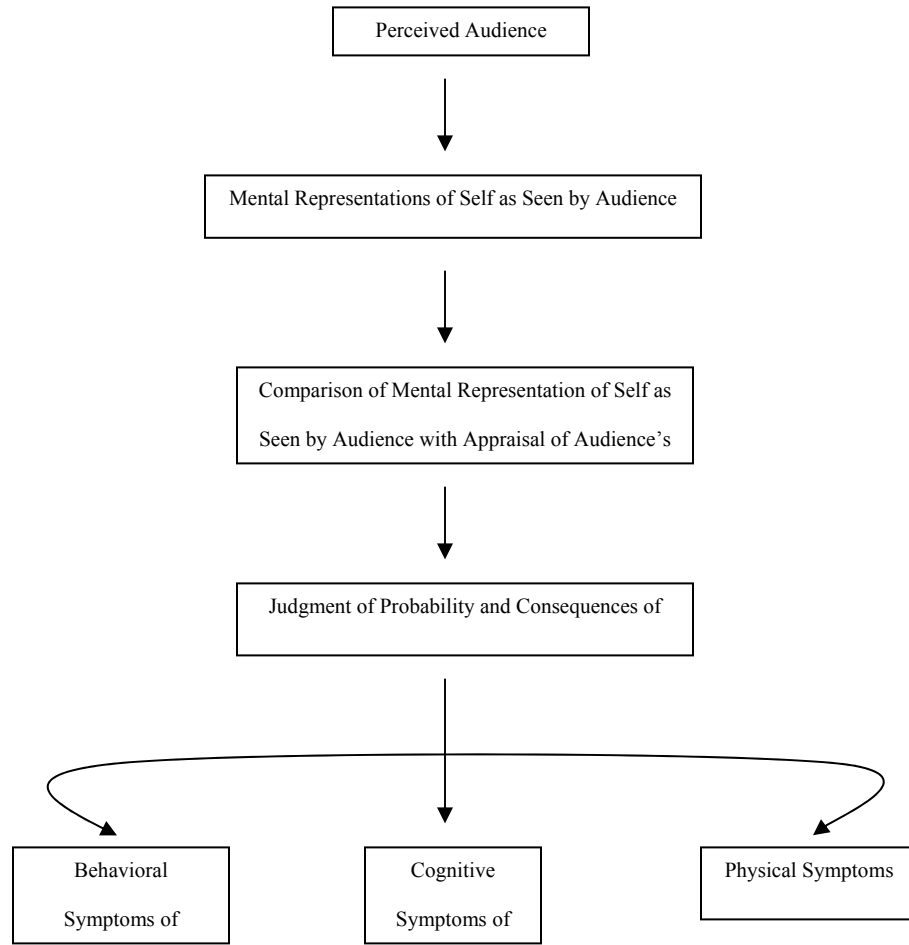 Perceived Audience
Mental Representations of Self as Seen by Audience
Comparison of Mental Representation of Self as
Seen by Audience with Appraisal of Audience's
Judgment of Probability and Consequences of
Behavioral
Symptoms of
Cognitive
Symptoms of
Physical Symptoms